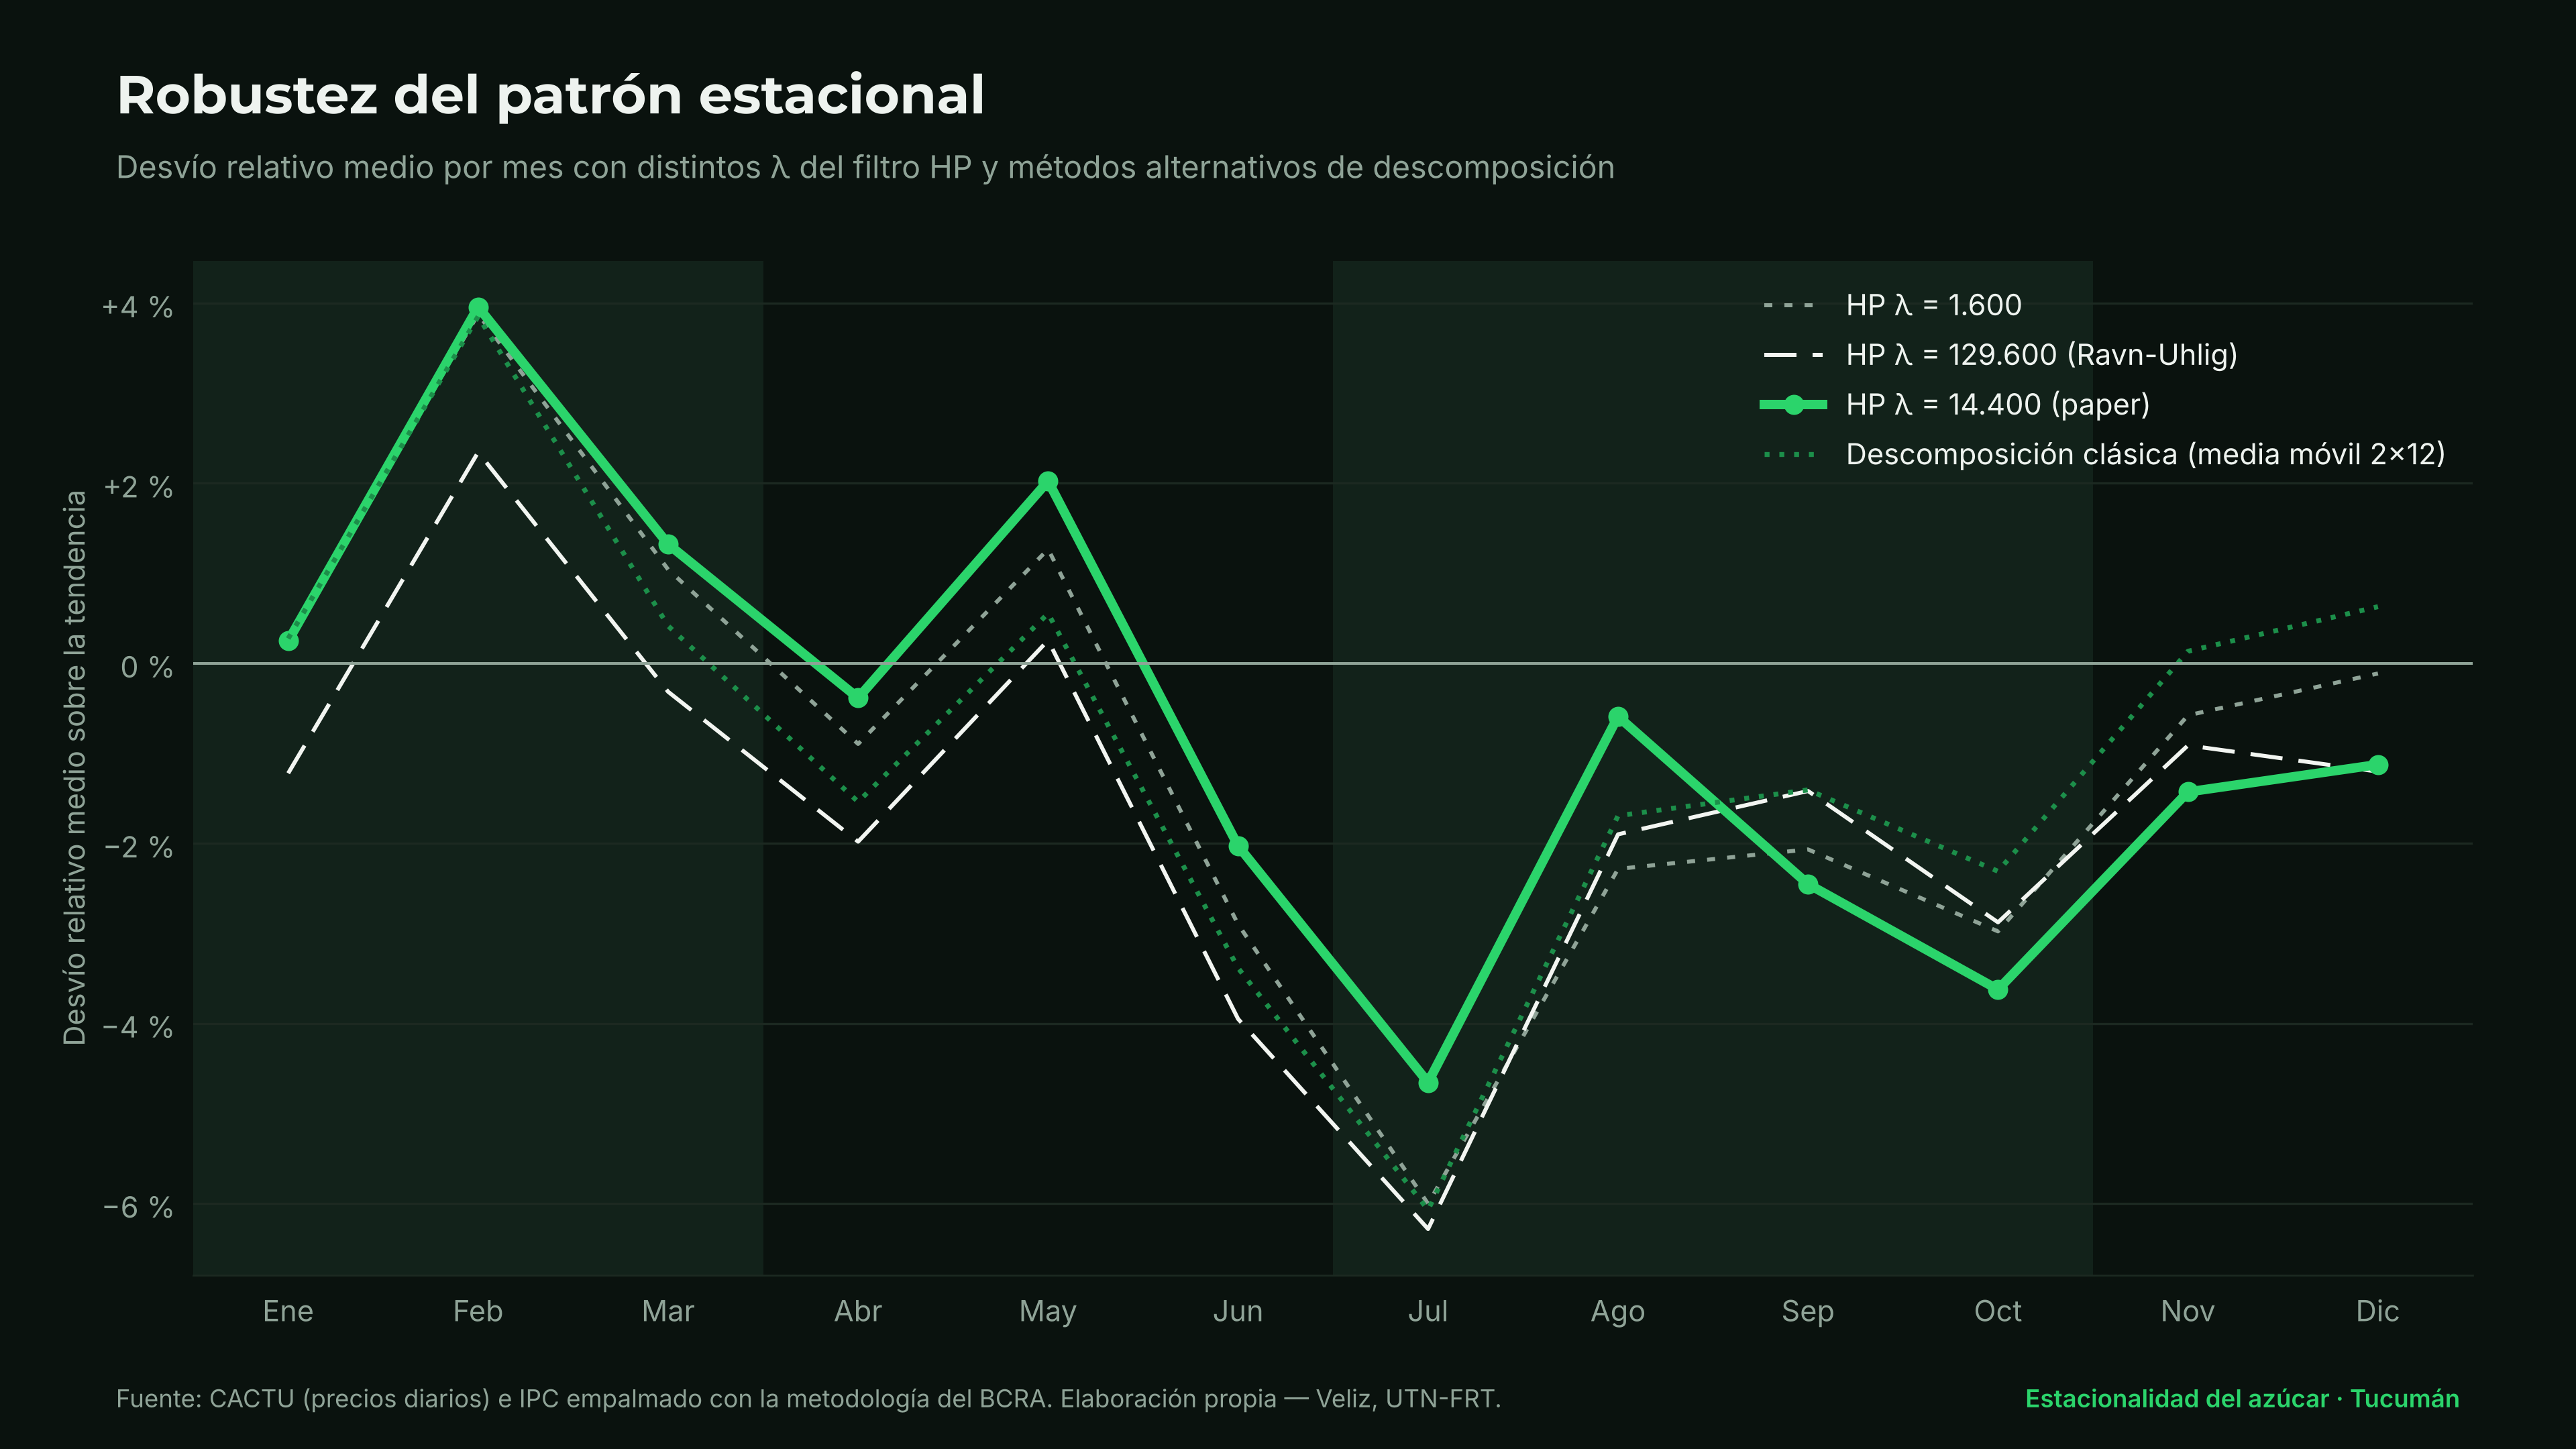 Robustez del patrón estacional
Desvío relativo medio por mes con distintos λ del filtro HP y métodos alternativos de descomposición
HP λ = 1.600
HP λ = 129.600 (Ravn-Uhlig)
HP λ = 14.400 (paper)
Descomposición clásica (media móvil 2×12)
Desvío relativo medio sobre la tendencia
+4 %
+2 %
0 %
−2 %
−4 %
−6 %
Ene Feb Mar Abr May Jun Jul Ago Sep Oct Nov Dic
Fuente: CACTU (precios diarios) e IPC empalmado con la metodología del BCRA. Elaboración propia — Veliz, UTN-FRT.
Estacionalidad del azúcar · Tucumán